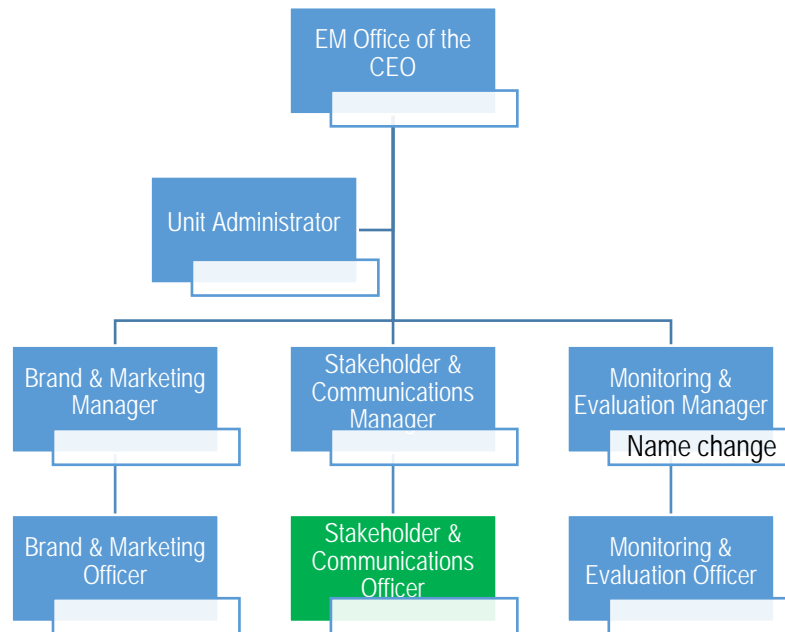 EM Office of the
CEO
Unit Administrator
Brand & Marketing
Manager
Stakeholder &
Communications
Manager
Monitoring &
Evaluation Manager
Name change
Brand & Marketing
Officer
Stakeholder &
Communications
Officer
Monitoring &
Evaluation Officer